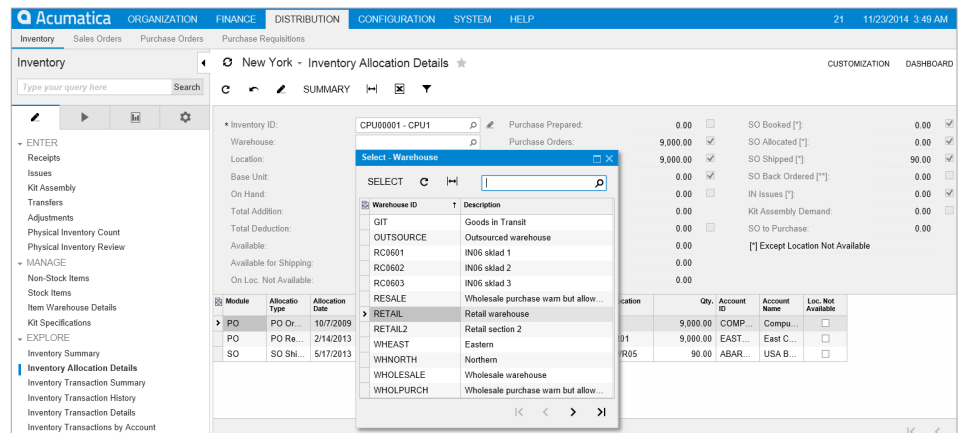 Acumatica ORGANIZATION FINANCE DISTRIBUTION CONFIGURATION SYSTEM HELP 21 11/23/2014 3:49 AM
Inventory Sales Orders Purchase Orders Purchase Requisitions
Inventory
New York - Inventory Allocation Details
CUSTOMIZATION DASHBOARD
Type your query here Search
SUMMARY
* Inventory ID: CPU00001 - CPU1 Purchase Prepared: 0.00 SO Booked [*]: 0.00
Warehouse: Purchase Orders: 9,000.00 SO Allocated [*]: 0.00
Location: 9,000.00 SO Shipped [*]: 90.00
Base Unit: 0.00 SO Back Ordered [**]: 0.00
On Hand: 0.00 IN Issues [*]: 0.00
Total Addition: 0.00 Kit Assembly Demand: 0.00
Total Deduction: 0.00 SO to Purchase: 0.00
Available: 0.00 [*] Except Location Not Available
Available for Shipping: 0.00
On Loc. Not Available: 0.00
ENTER
Receipts
Issues
Kit Assembly
Transfers
Adjustments
Physical Inventory Count
Physical Inventory Review
MANAGE
Non-Stock Items
Stock Items
Item Warehouse Details
Kit Specifications
EXPLORE
Inventory Summary
Inventory Allocation Details
Inventory Transaction Summary
Inventory Transaction History
Inventory Transaction Details
Inventory Transactions by Account
Select - Warehouse
SELECT
Warehouse ID Description
GIT Goods in Transit
OUTSOURCE Outsourced warehouse
RC0601 IN06 sklad 1
RC0602 IN06 sklad 2
RC0603 IN06 sklad 3
RESALE Wholesale purchase warn but allow...
RETAIL Retail warehouse
RETAIL2 Retail section 2
WHEAST Eastern
WHNORTH Northern
WHOLESALE Wholesale warehouse
WHOLPURCH Wholesale purchase warn but allow...
Module Allocatio Type Allocation Date ocation Qty. Account ID Account Name Loc. Not Available
PO PO Or... 10/7/2009 9,000.00 COMP... Compu...
PO PO Re... 2/14/2013 01 9,000.00 EAST... East C...
SO SO Shi... 5/17/2013 /R05 90.00 ABAR... USA B...